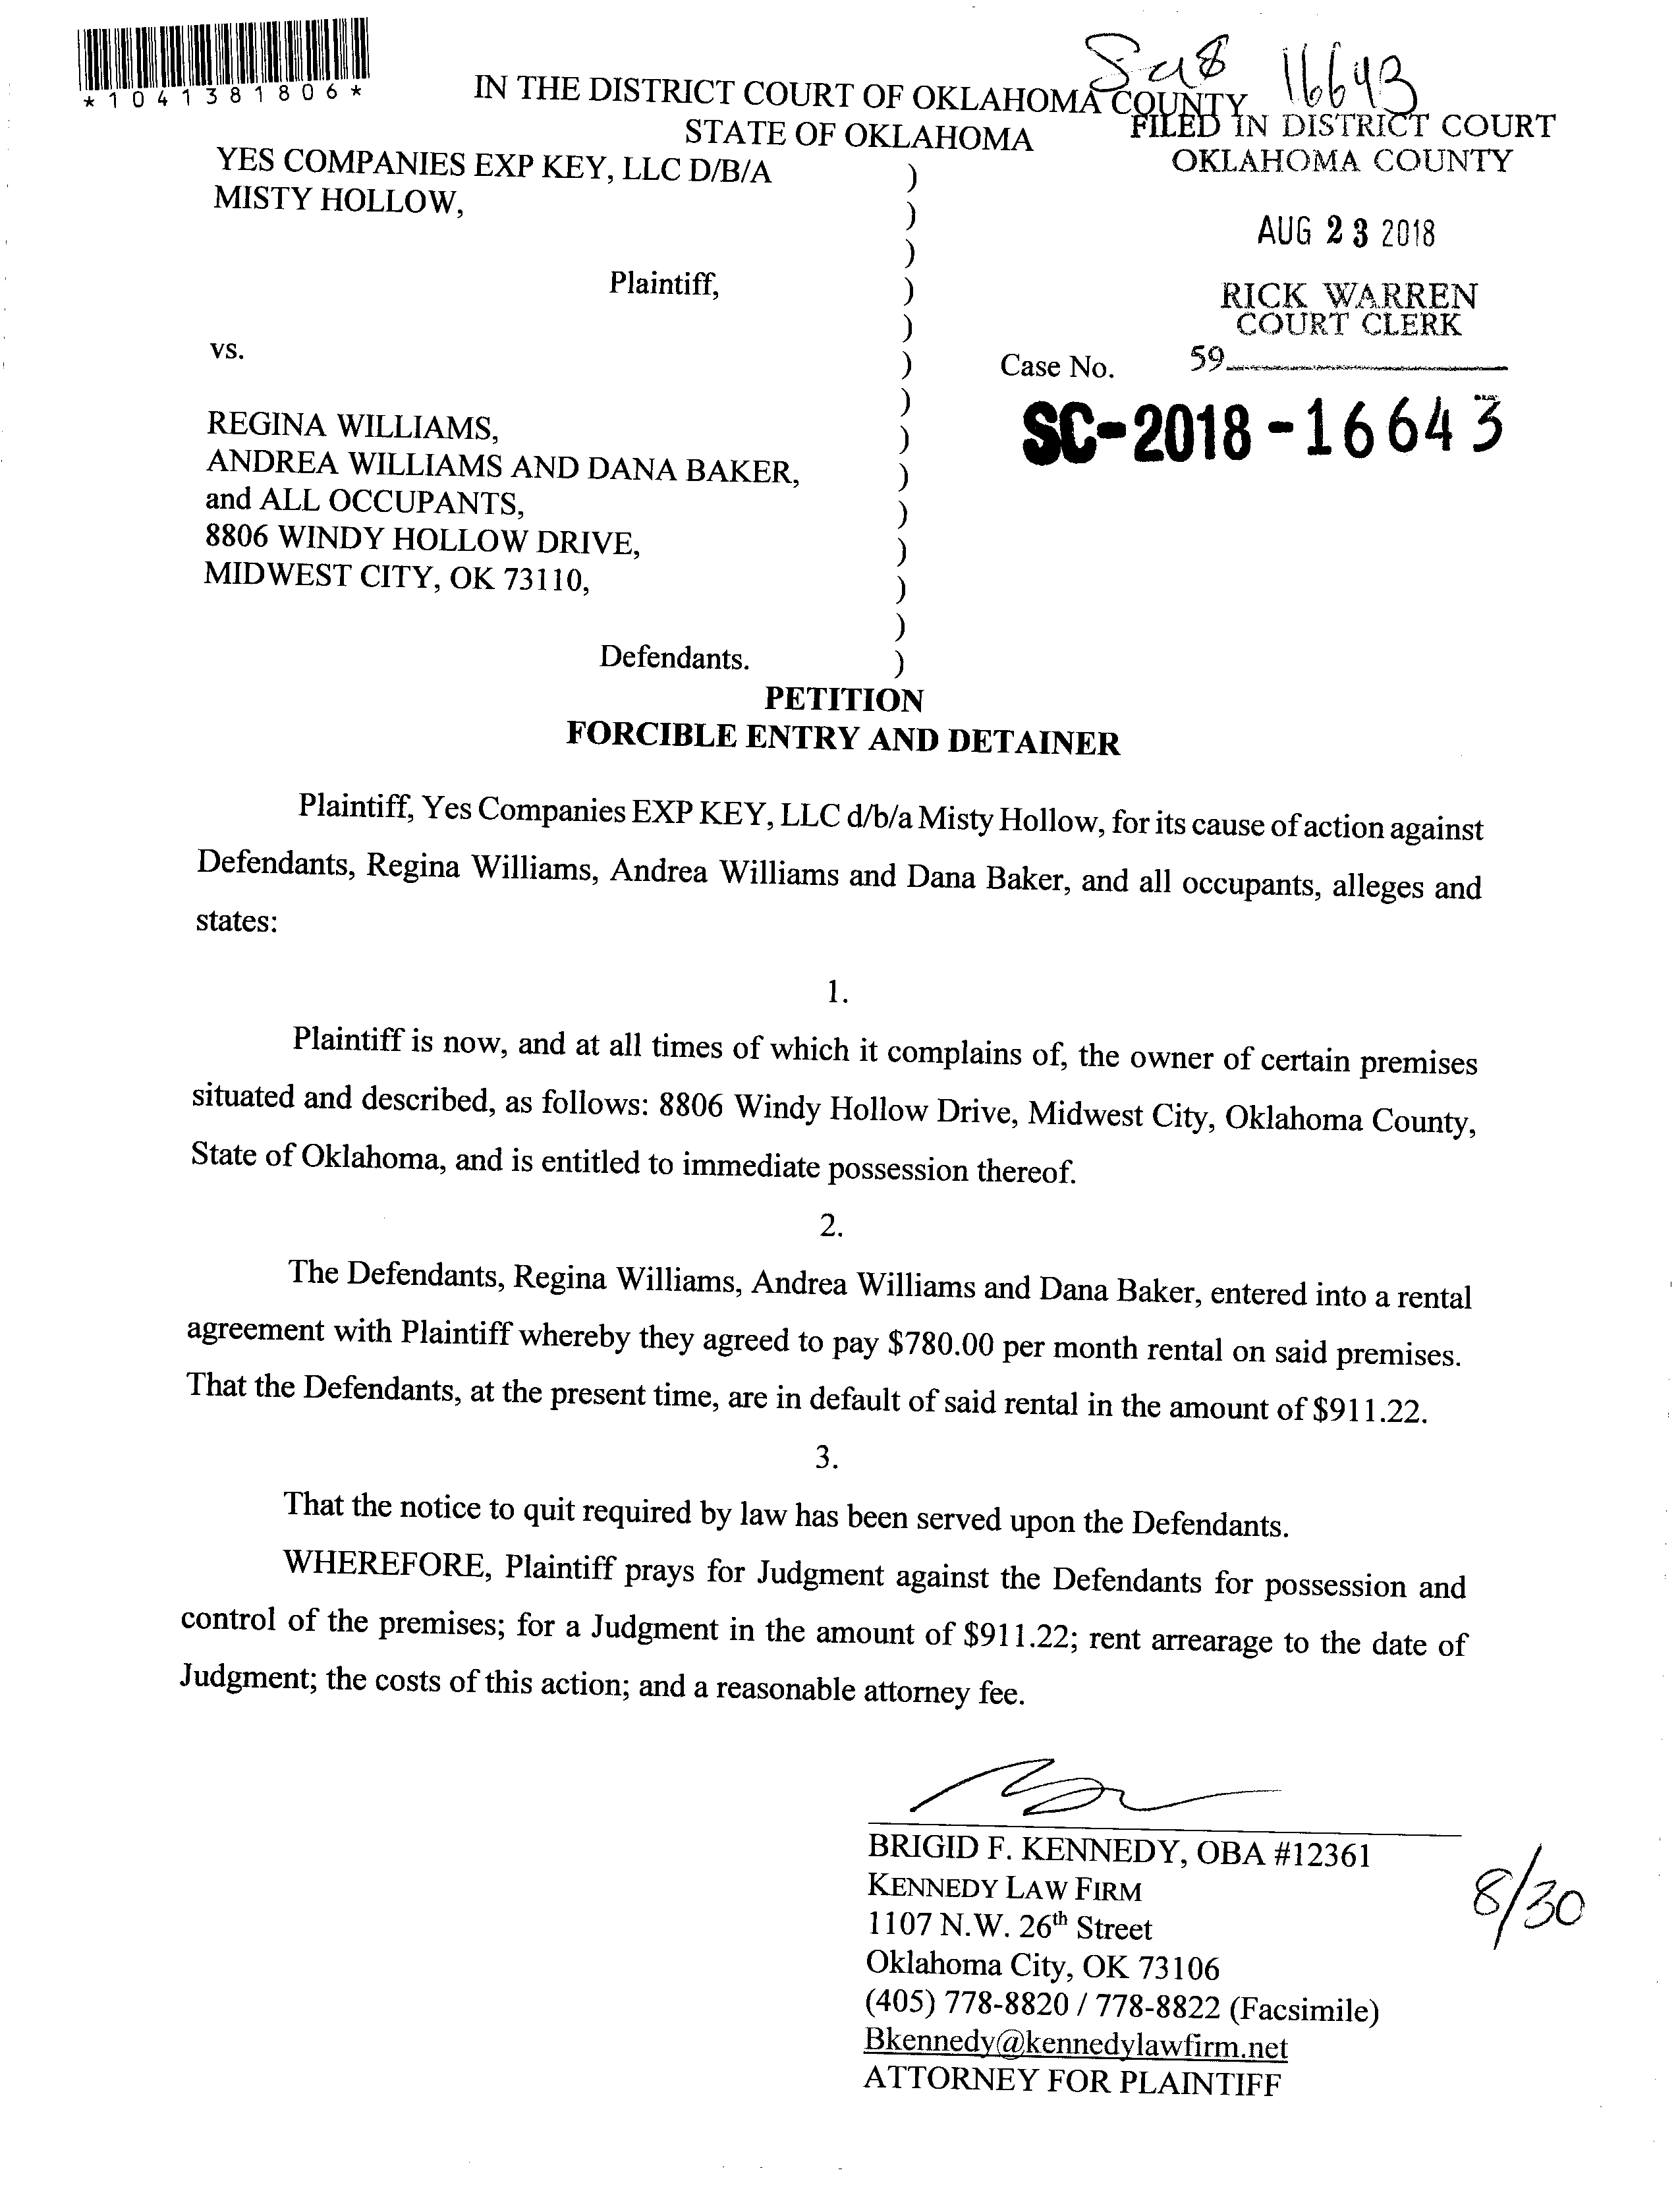 *1041381806*
Sc18 16643
IN THE DISTRICT COURT OF OKLAHOMA COUNTY
STATE OF OKLAHOMA
FILED IN DISTRICT COURT
OKLAHOMA COUNTY
AUG 23 2018
RICK WARREN
COURT CLERK
59
YES COMPANIES EXP KEY, LLC D/B/A )
MISTY HOLLOW, )
)
Plaintiff, )
)
vs. ) Case No.
)
SC-2018-16643
REGINA WILLIAMS, )
ANDREA WILLIAMS AND DANA BAKER, )
and ALL OCCUPANTS, )
8806 WINDY HOLLOW DRIVE, )
MIDWEST CITY, OK 73110, )
)
Defendants. )
PETITION
FORCIBLE ENTRY AND DETAINER
Plaintiff, Yes Companies EXP KEY, LLC d/b/a Misty Hollow, for its cause of action against
Defendants, Regina Williams, Andrea Williams and Dana Baker, and all occupants, alleges and
states:
1.
Plaintiff is now, and at all times of which it complains of, the owner of certain premises
situated and described, as follows: 8806 Windy Hollow Drive, Midwest City, Oklahoma County,
State of Oklahoma, and is entitled to immediate possession thereof.
2.
The Defendants, Regina Williams, Andrea Williams and Dana Baker, entered into a rental
agreement with Plaintiff whereby they agreed to pay $780.00 per month rental on said premises.
That the Defendants, at the present time, are in default of said rental in the amount of $911.22.
3.
That the notice to quit required by law has been served upon the Defendants.
WHEREFORE, Plaintiff prays for Judgment against the Defendants for possession and
control of the premises; for a Judgment in the amount of $911.22; rent arrearage to the date of
Judgment; the costs of this action; and a reasonable attorney fee.
BRIGID F. KENNEDY, OBA #12361
KENNEDY LAW FIRM
1107 N.W. 26th Street
Oklahoma City, OK 73106
(405) 778-8820 / 778-8822 (Facsimile)
Bkennedy@kennedylawfirm.net
ATTORNEY FOR PLAINTIFF
8/30